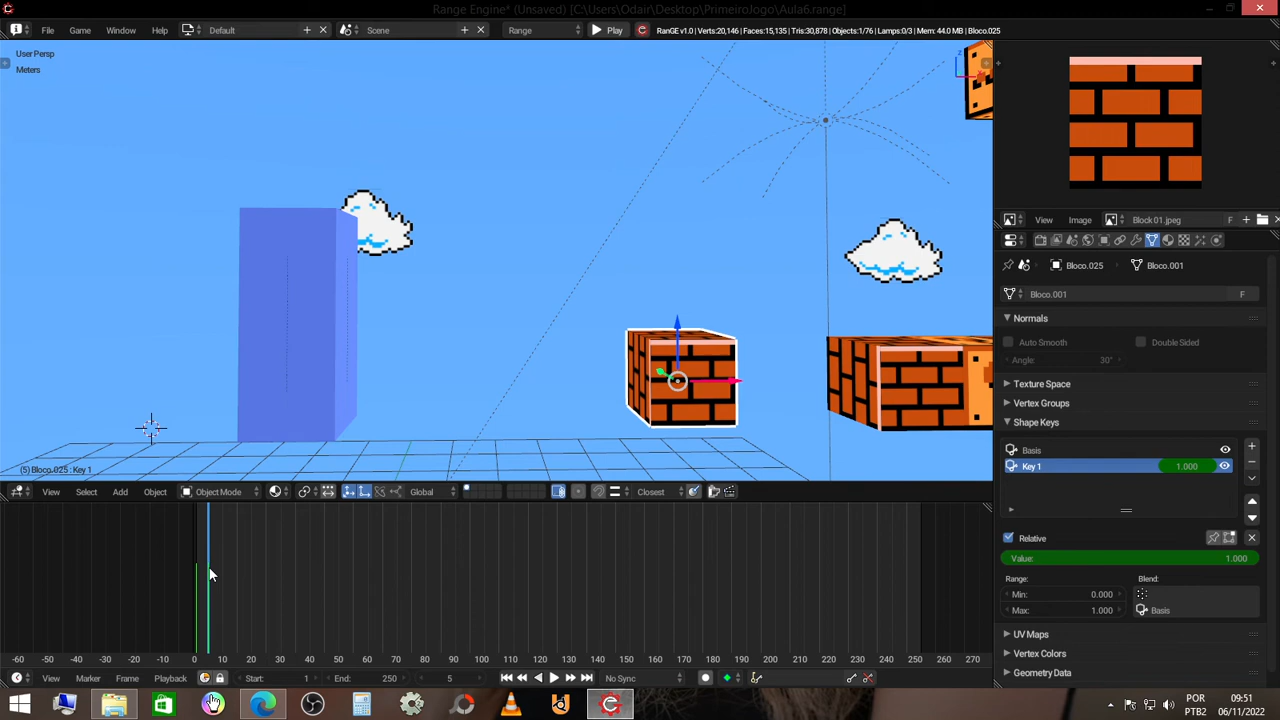 Range Engine* (Unsaved) [C:\Users\Odair\Desktop\PrimeiroJogo\Aula6.range]
File Game Window Help Default Scene Range Play RanGE v1.0 | Verts:20,146 | Faces:15,135 | Tris:30,878 | Objects:1/76 | Lamps:0/3 | Mem: 44.0 MB | Bloco.025
User Persp
Meters
z
(5) Bloco.025 : Key 1
View Select Add Object Object Mode Global Closest
View Image Block 01.jpeg F
Bloco.025 Bloco.001
Bloco.001 F
Normals
Auto Smooth Double Sided
Angle: 30°
Texture Space
Vertex Groups
Shape Keys
Basis
Key 1 1.000
Relative
Value: 1.000
Range: Blend:
Min: 0.000
Max: 1.000 Basis
UV Maps
Vertex Colors
Geometry Data
-60 -50 -40 -30 -20 -10 0 10 20 30 40 50 60 70 80 90 100 110 120 130 140 150 160 170 180 190 200 210 220 230 240 250 260 270
View Marker Frame Playback Start: 1 End: 250 5 No Sync
POR 09:51
PTB2 06/11/2022